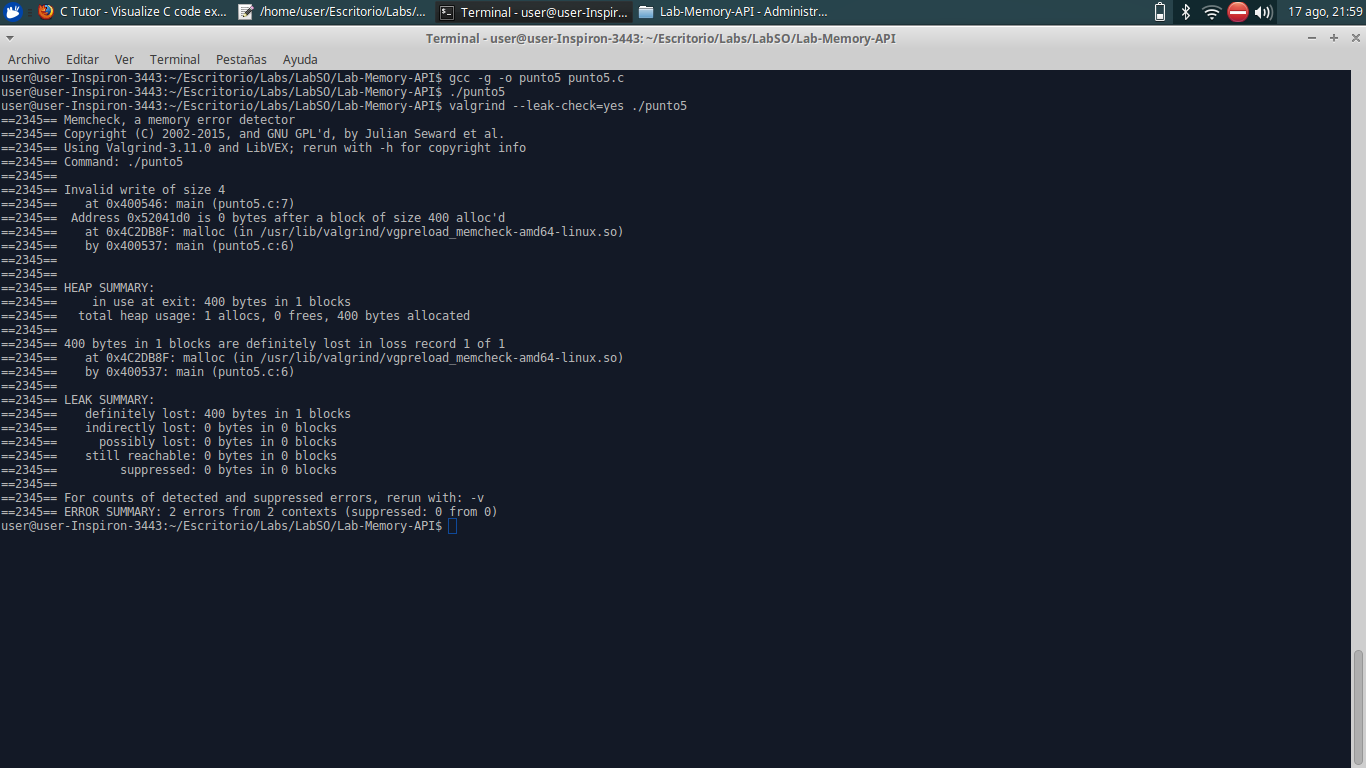 C Tutor - Visualize C code ex...
/home/user/Escritorio/Labs/...
Terminal - user@user-Inspir...
Lab-Memory-API - Administr...
17 ago, 21:59
Terminal - user@user-Inspiron-3443: ~/Escritorio/Labs/LabSO/Lab-Memory-API
Archivo Editar Ver Terminal Pestañas Ayuda
user@user-Inspiron-3443:~/Escritorio/Labs/LabSO/Lab-Memory-API$ gcc -g -o punto5 punto5.c
user@user-Inspiron-3443:~/Escritorio/Labs/LabSO/Lab-Memory-API$ ./punto5
user@user-Inspiron-3443:~/Escritorio/Labs/LabSO/Lab-Memory-API$ valgrind --leak-check=yes ./punto5
==2345== Memcheck, a memory error detector
==2345== Copyright (C) 2002-2015, and GNU GPL'd, by Julian Seward et al.
==2345== Using Valgrind-3.11.0 and LibVEX; rerun with -h for copyright info
==2345== Command: ./punto5
==2345==
==2345== Invalid write of size 4
==2345==    at 0x400546: main (punto5.c:7)
==2345==  Address 0x52041d0 is 0 bytes after a block of size 400 alloc'd
==2345==    at 0x4C2DB8F: malloc (in /usr/lib/valgrind/vgpreload_memcheck-amd64-linux.so)
==2345==    by 0x400537: main (punto5.c:6)
==2345==
==2345==
==2345== HEAP SUMMARY:
==2345==     in use at exit: 400 bytes in 1 blocks
==2345==   total heap usage: 1 allocs, 0 frees, 400 bytes allocated
==2345==
==2345== 400 bytes in 1 blocks are definitely lost in loss record 1 of 1
==2345==    at 0x4C2DB8F: malloc (in /usr/lib/valgrind/vgpreload_memcheck-amd64-linux.so)
==2345==    by 0x400537: main (punto5.c:6)
==2345==
==2345== LEAK SUMMARY:
==2345==    definitely lost: 400 bytes in 1 blocks
==2345==    indirectly lost: 0 bytes in 0 blocks
==2345==      possibly lost: 0 bytes in 0 blocks
==2345==    still reachable: 0 bytes in 0 blocks
==2345==         suppressed: 0 bytes in 0 blocks
==2345==
==2345== For counts of detected and suppressed errors, rerun with: -v
==2345== ERROR SUMMARY: 2 errors from 2 contexts (suppressed: 0 from 0)
user@user-Inspiron-3443:~/Escritorio/Labs/LabSO/Lab-Memory-API$